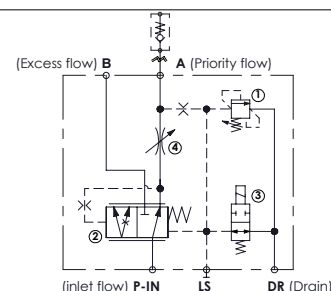 (Excess flow) B
A (Priority flow)
1
4
3
2
(inlet flow) P-IN
LS
DR (Drain)